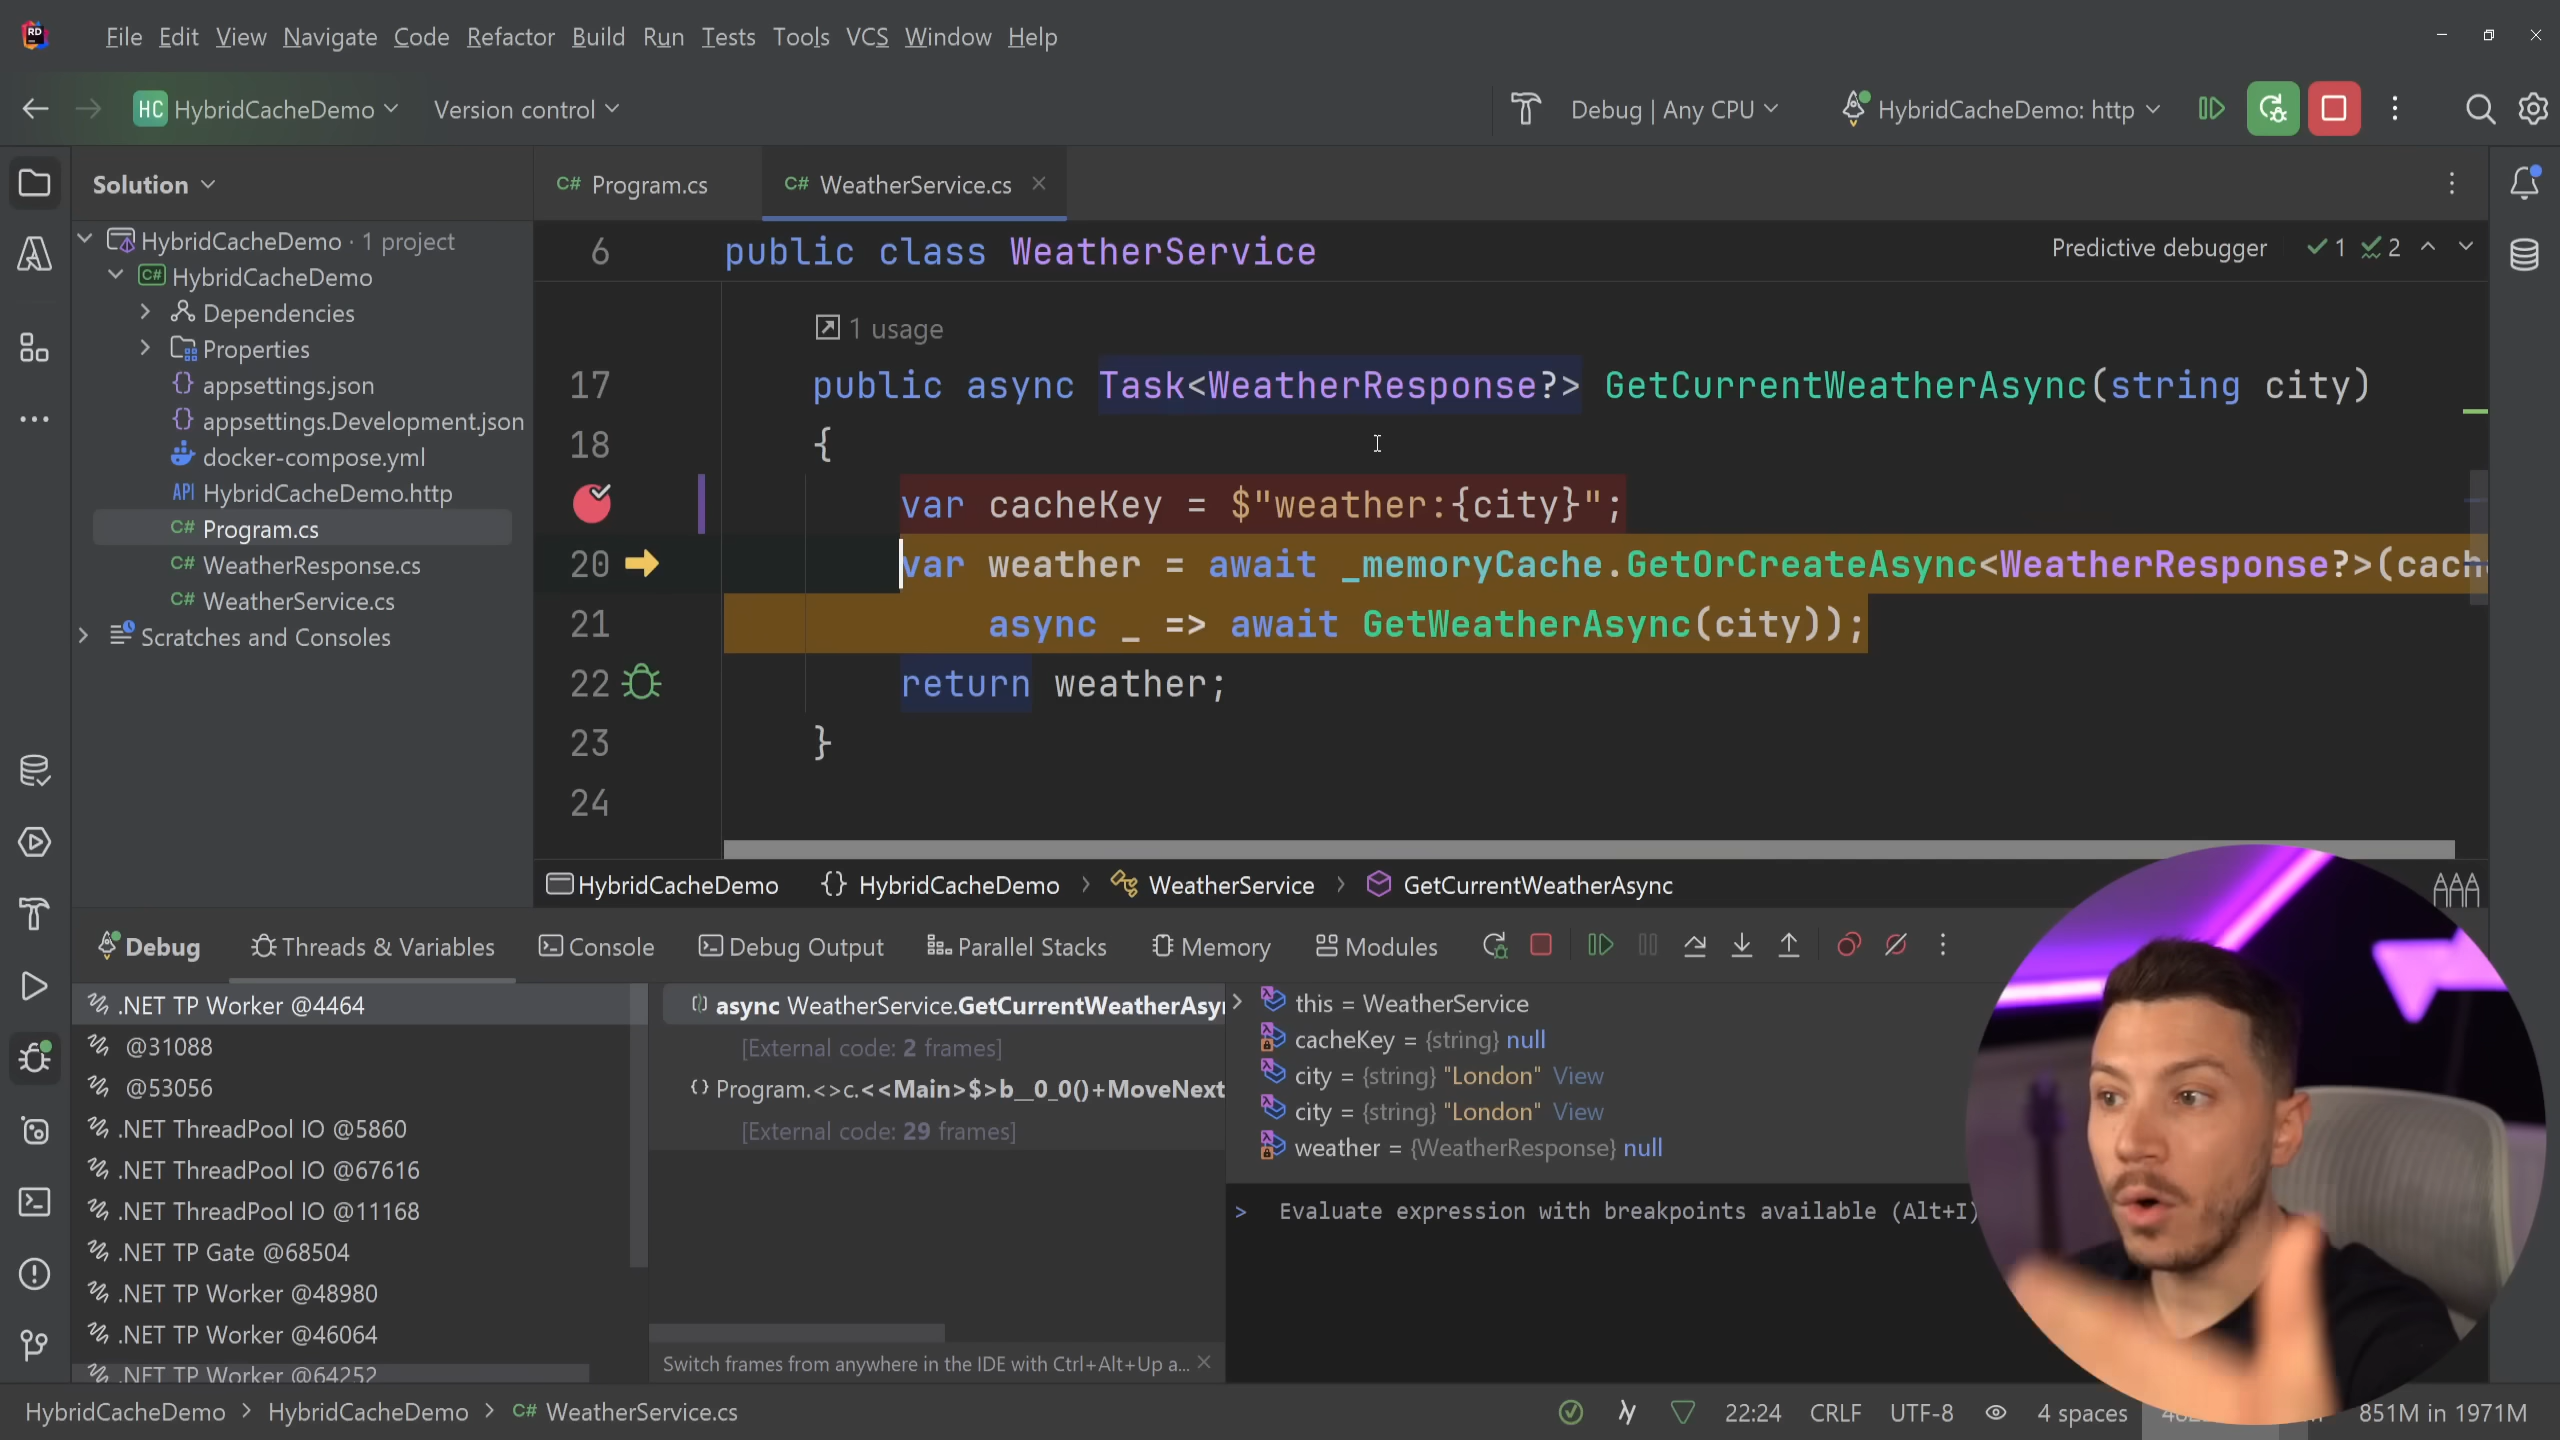 RD File Edit View Navigate Code Refactor Build Run Tests Tools VCS Window Help
HC HybridCacheDemo Version control Debug | Any CPU HybridCacheDemo: http
Solution
HybridCacheDemo · 1 project
C# HybridCacheDemo
Dependencies
Properties
{} appsettings.json
{} appsettings.Development.json
docker-compose.yml
API HybridCacheDemo.http
C# Program.cs
C# WeatherResponse.cs
C# WeatherService.cs
Scratches and Consoles
C# Program.cs C# WeatherService.cs
6 public class WeatherService
Predictive debugger 1 2
1 usage
17 public async Task<WeatherResponse?> GetCurrentWeatherAsync(string city)
18 {
var cacheKey = $"weather:{city}";
20 var weather = await _memoryCache.GetOrCreateAsync<WeatherResponse?>(cach
21 async _ => await GetWeatherAsync(city));
22 return weather;
23 }
24
HybridCacheDemo {} HybridCacheDemo > WeatherService > GetCurrentWeatherAsync
Debug Threads & Variables Console Debug Output Parallel Stacks Memory Modules
.NET TP Worker @4464
@31088
@53056
.NET ThreadPool IO @5860
.NET ThreadPool IO @67616
.NET ThreadPool IO @11168
.NET TP Gate @68504
.NET TP Worker @48980
.NET TP Worker @46064
.NET TP Worker @64252
async WeatherService.GetCurrentWeatherAsy
[External code: 2 frames]
Program.<>c.<<Main>$>b__0_0()+MoveNext
[External code: 29 frames]
Switch frames from anywhere in the IDE with Ctrl+Alt+Up a...
this = WeatherService
cacheKey = {string} null
city = {string} "London" View
city = {string} "London" View
weather = {WeatherResponse} null
> Evaluate expression with breakpoints available (Alt+I)
HybridCacheDemo > HybridCacheDemo > C# WeatherService.cs
22:24 CRLF UTF-8 4 spaces 851M in 1971M